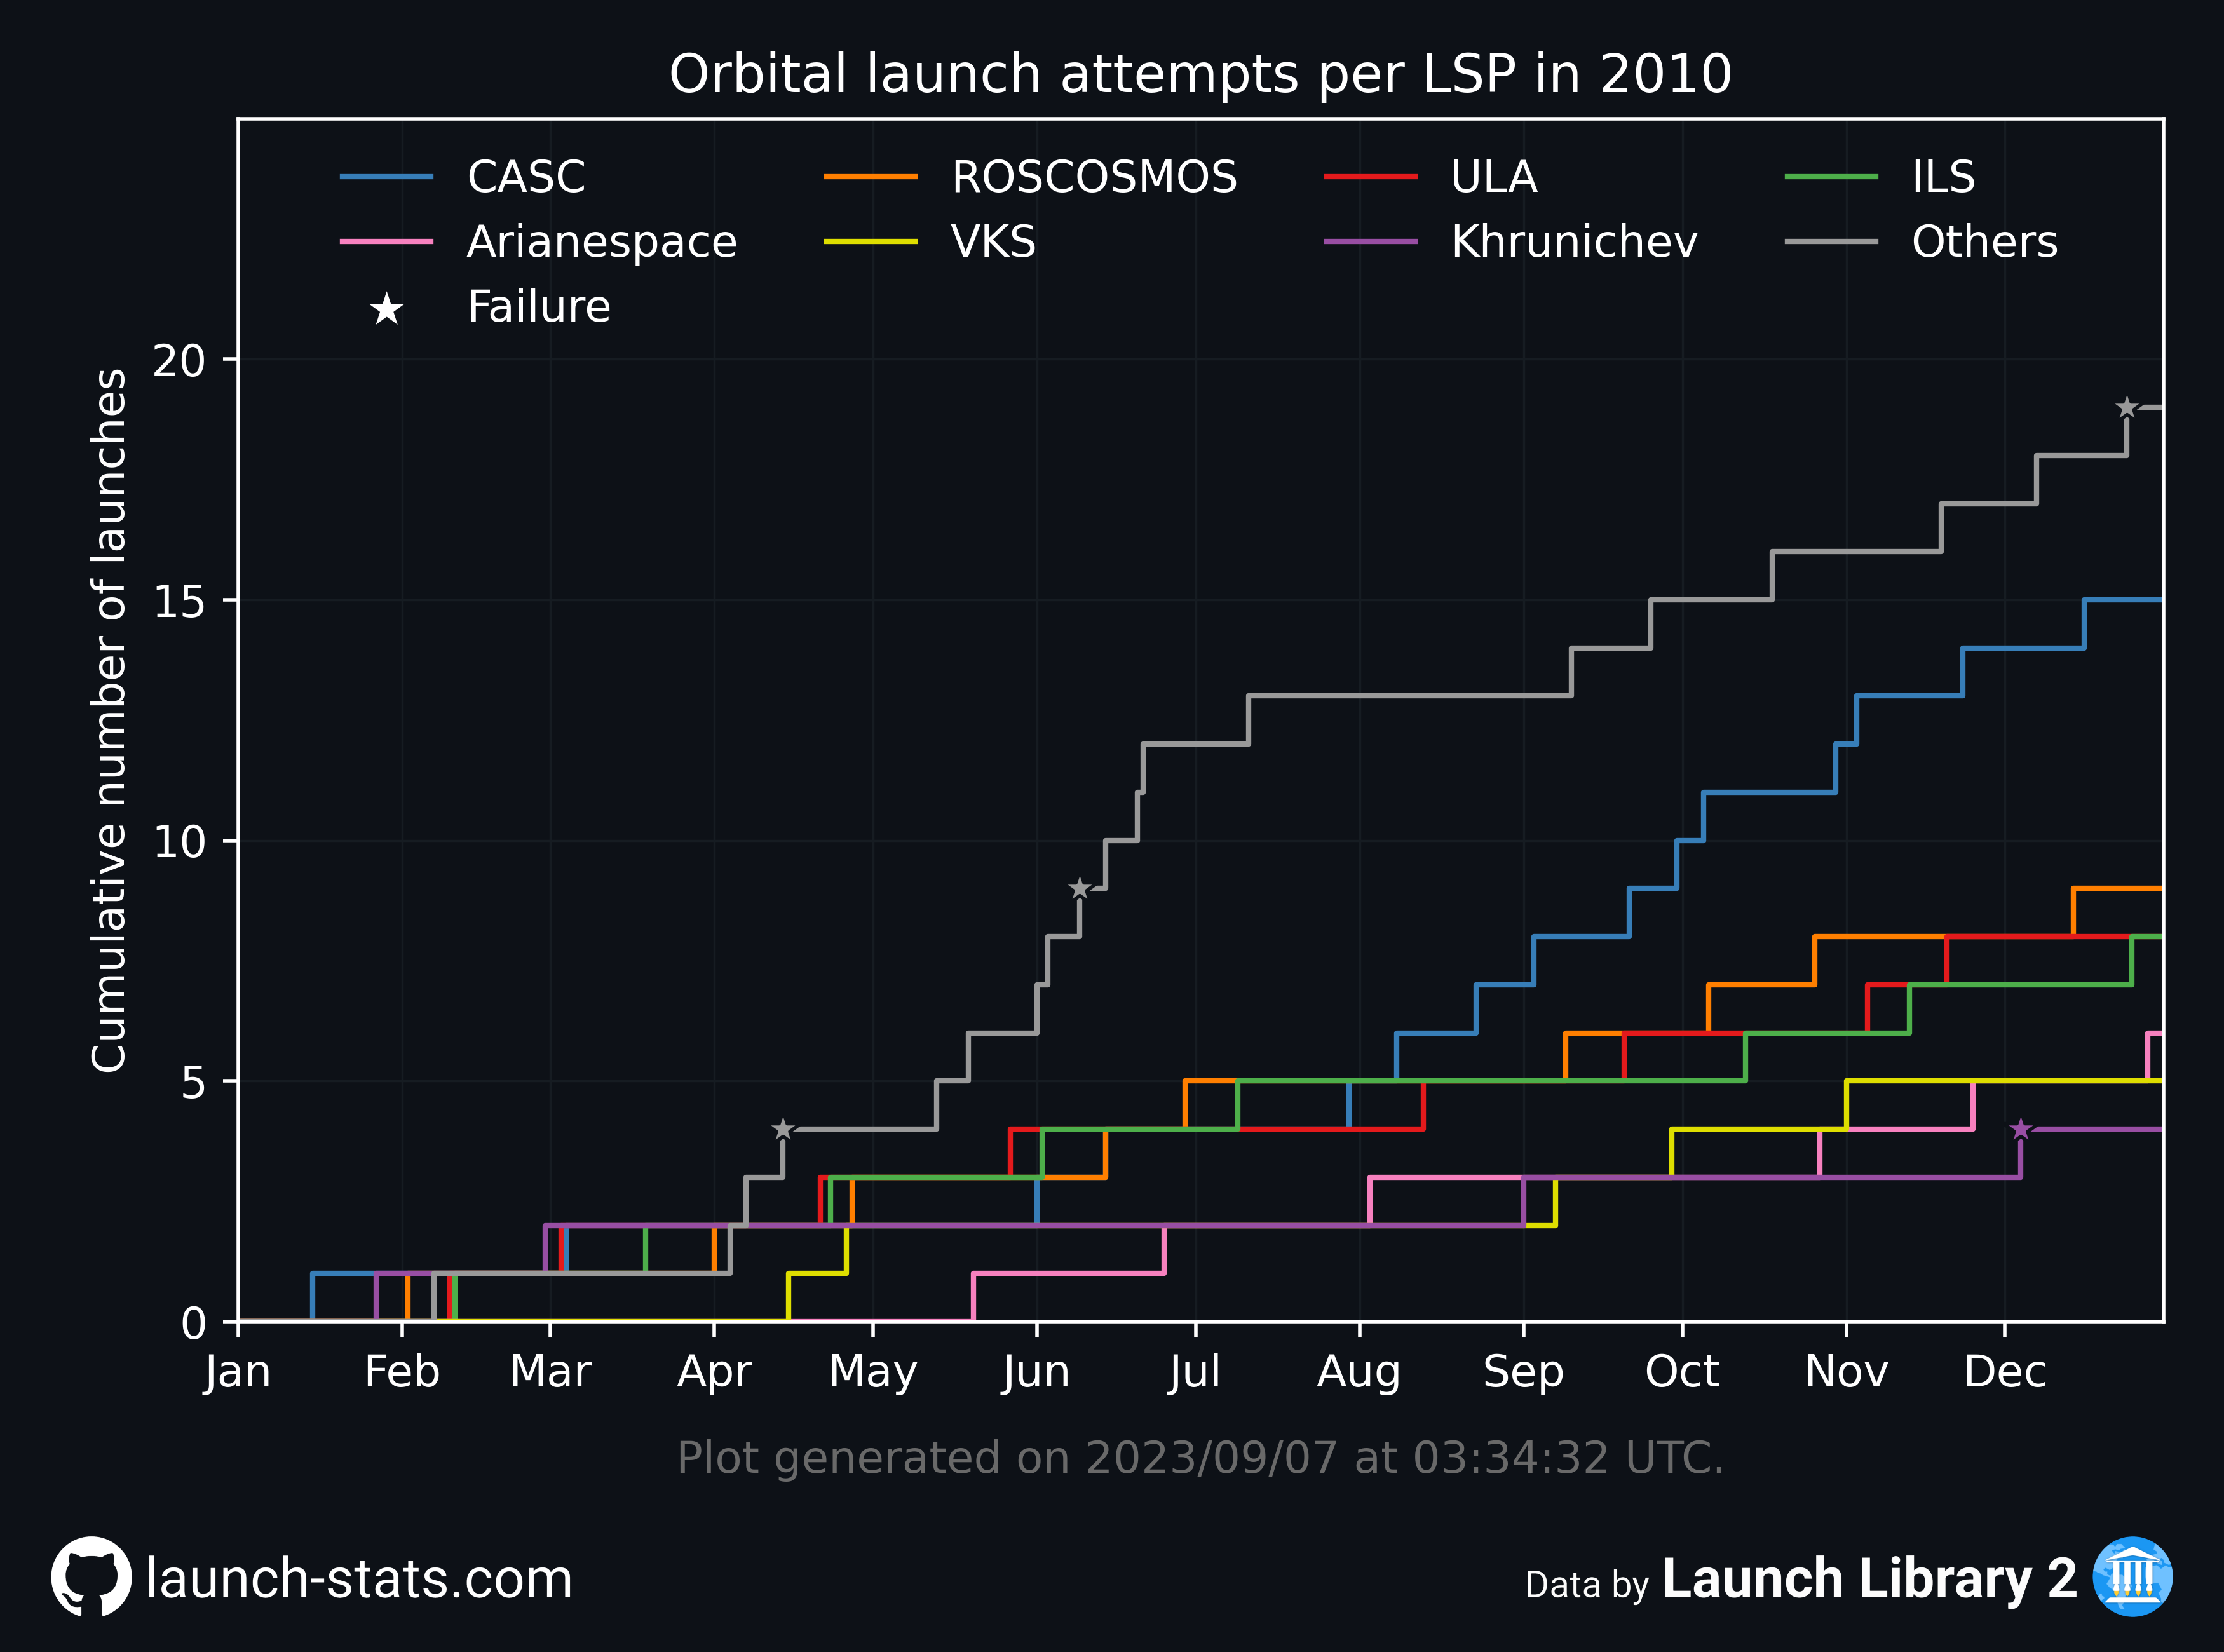 Orbital launch attempts per LSP in 2010
CASC ROSCOSMOS ULA ILS
Arianespace VKS Khrunichev Others
Failure
Cumulative number of launches
20
15
10
5
0
Jan Feb Mar Apr May Jun Jul Aug Sep Oct Nov Dec
Plot generated on 2023/09/07 at 03:34:32 UTC.
launch-stats.com
Data by Launch Library 2